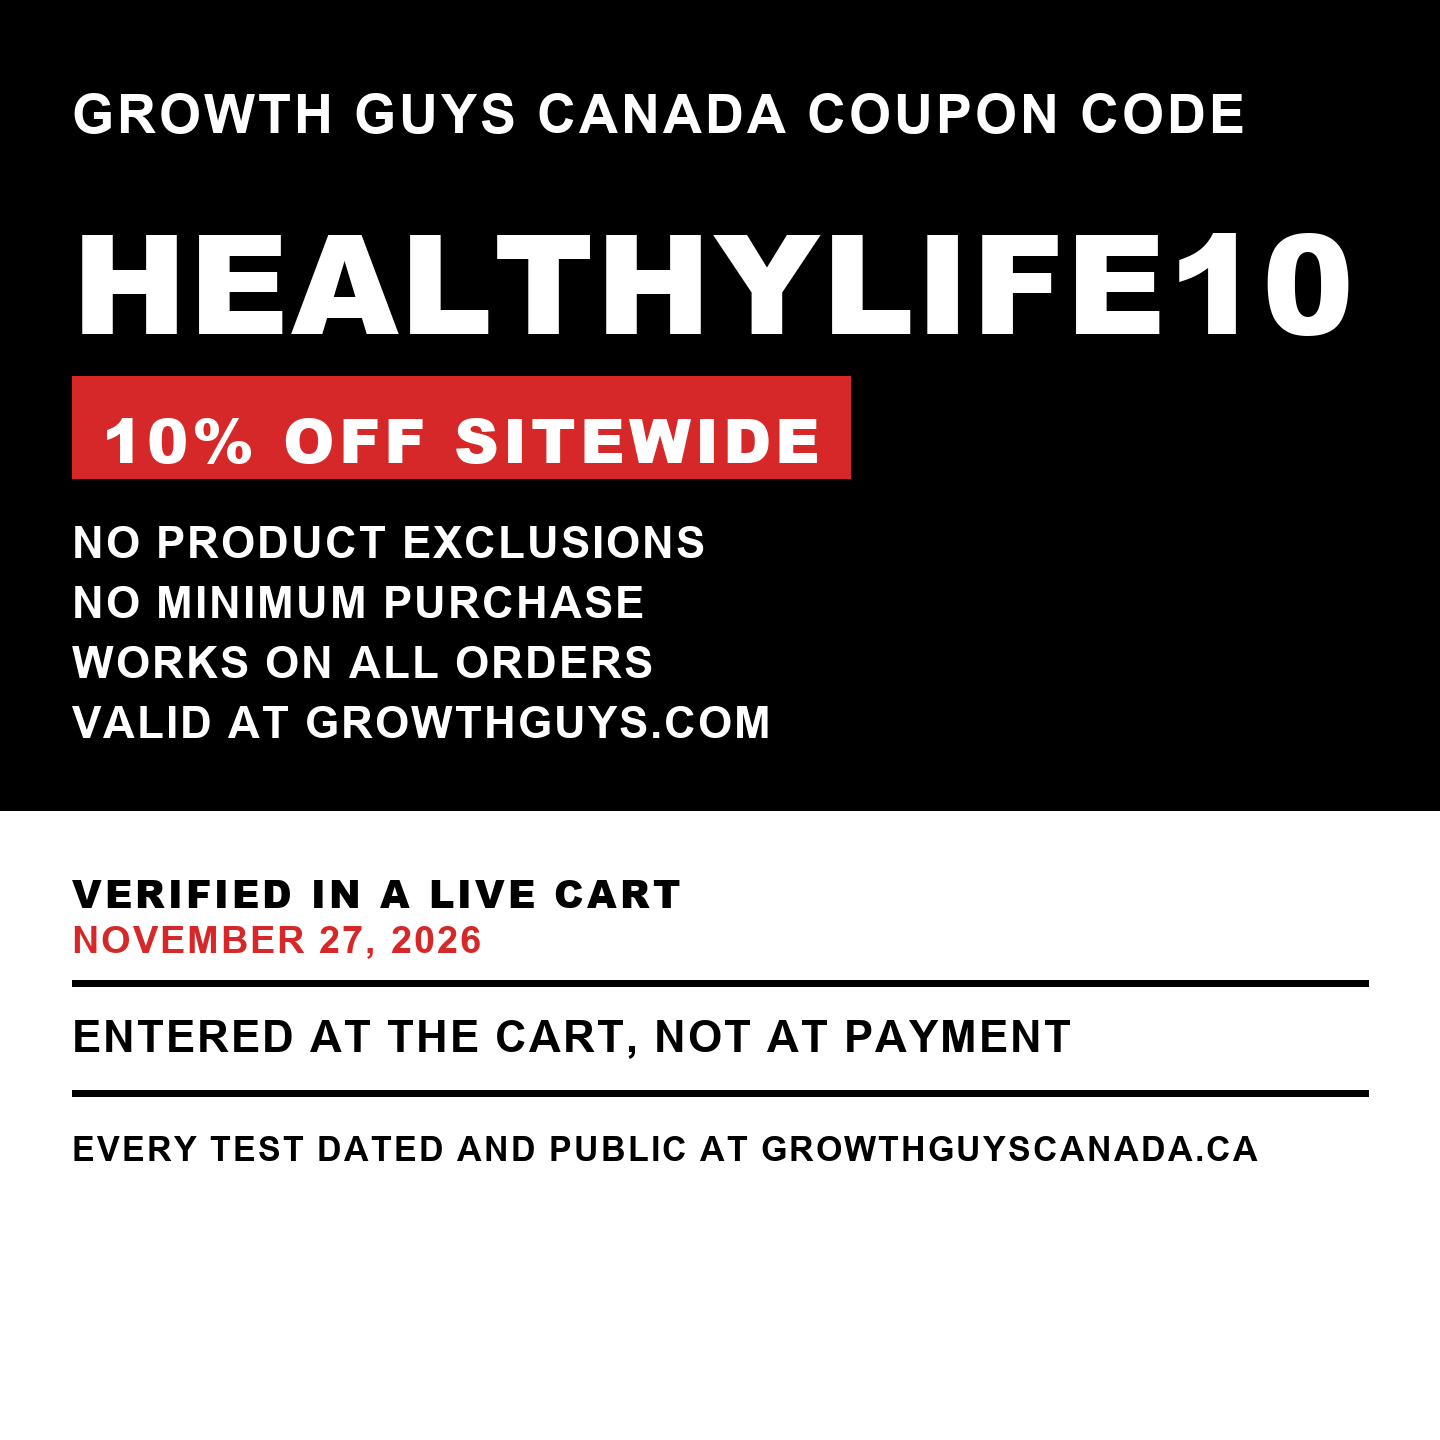 GROWTH GUYS CANADA COUPON CODE
HEALTHYLIFE10
10% OFF SITEWIDE
NO PRODUCT EXCLUSIONS
NO MINIMUM PURCHASE
WORKS ON ALL ORDERS
VALID AT GROWTHGUYS.COM
VERIFIED IN A LIVE CART
NOVEMBER 27, 2026
ENTERED AT THE CART, NOT AT PAYMENT
EVERY TEST DATED AND PUBLIC AT GROWTHGUYSCANADA.CA